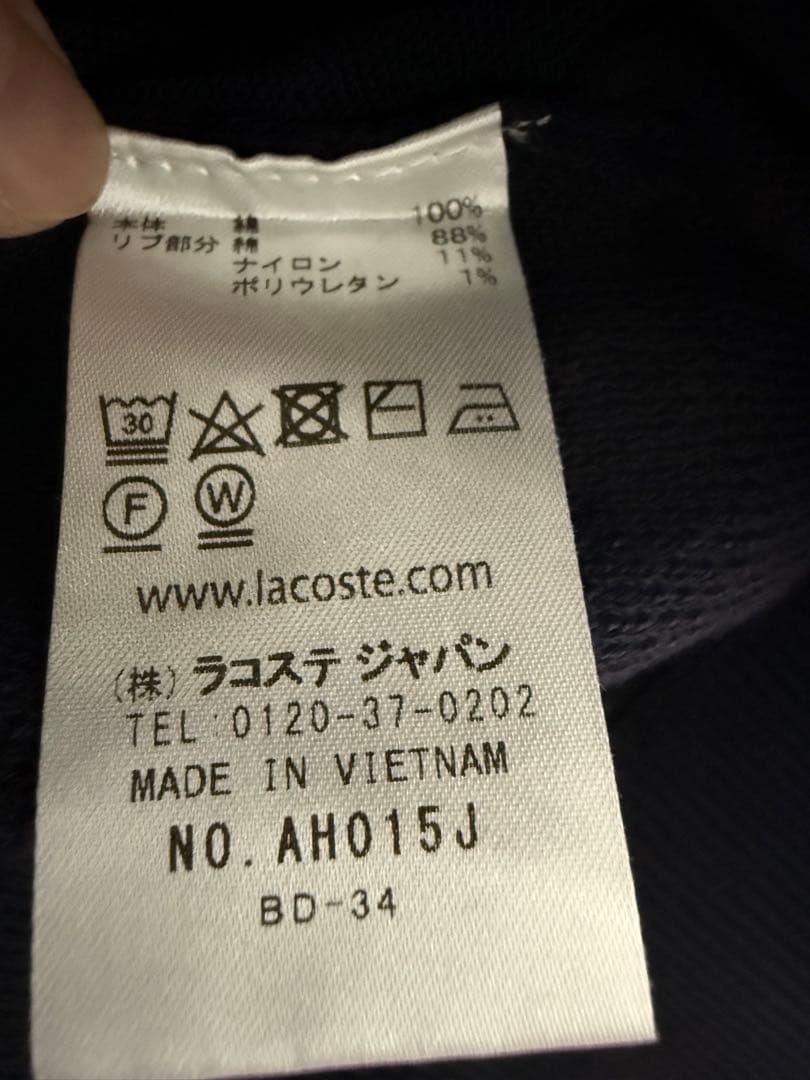 本体 綿 100%
リブ部分 綿 88%
ナイロン 11%
ポリウレタン 1%
30
F W
www.lacoste.com
(株) ラコステ ジャパン
TEL:0120-37-0202
MADE IN VIETNAM
NO.AH015J
BD-34